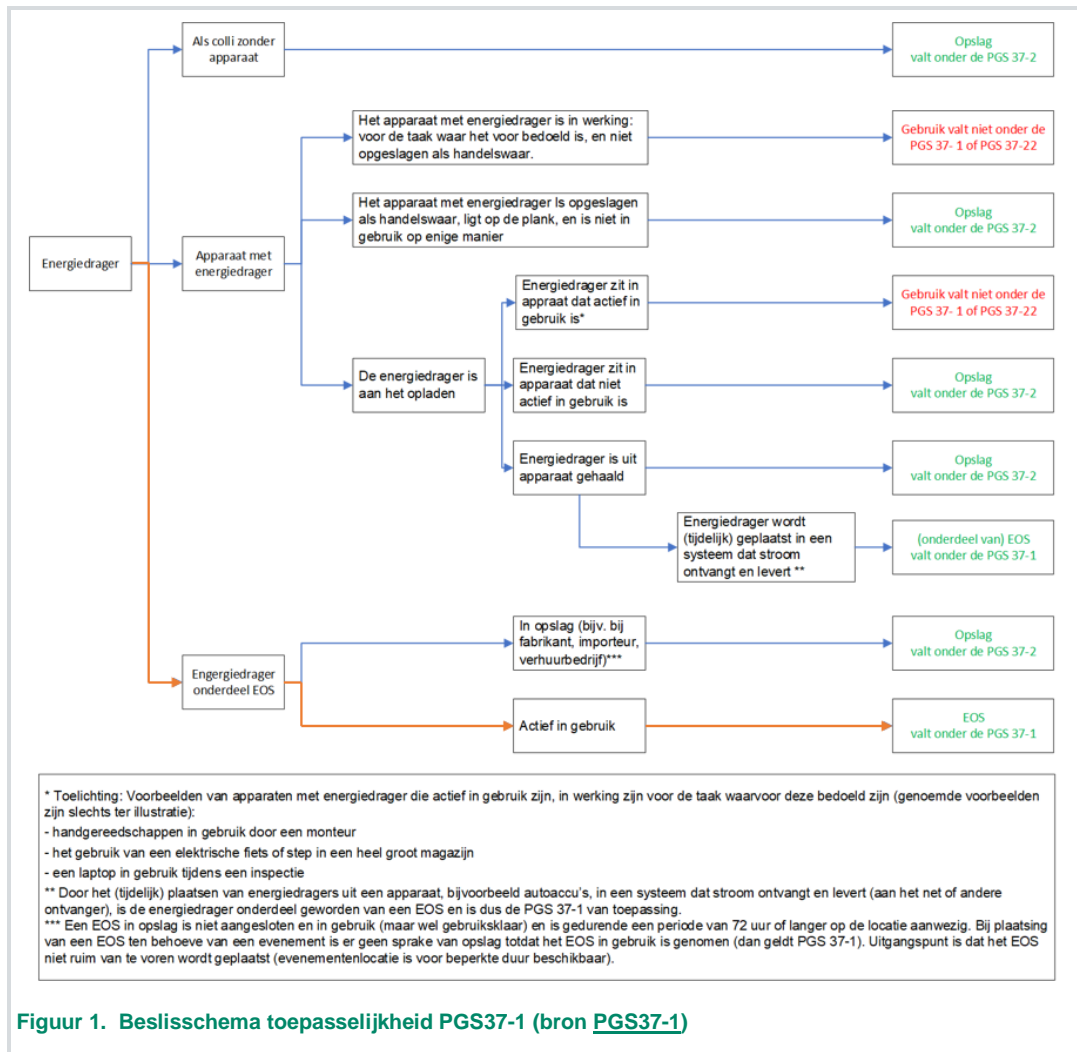 Als colli zonder
apparaat
Opslag
valt onder de PGS 37-2
Het apparaat met energiedrager is in werking:
voor de taak waar het voor bedoeld is, en niet
opgeslagen als handelswaar.
Gebruik valt niet onder de
PGS 37- 1 of PGS 37-22
Het apparaat met energiedrager Is opgeslagen
als handelswaar, ligt op de plank, en is niet in
gebruik op enige manier
Opslag
valt onder de PGS 37-2
Energiedrager
Apparaat met
energiedrager
Energiedrager zit in
appraat dat actief in
gebruik is*
Gebruik valt niet onder de
PGS 37- 1 of PGS 37-22
De energiedrager is
aan het opladen
Energiedrager zit in
apparaat dat niet
actief in gebruik is
Opslag
valt onder de PGS 37-2
Energiedrager is uit
apparaat gehaald
Opslag
valt onder de PGS 37-2
Energiedrager wordt
(tijdelijk) geplaatst in een
systeem dat stroom
ontvangt en levert **
(onderdeel van) EOS
valt onder de PGS 37-1
Engergiedrager
onderdeel EOS
In opslag (bijv. bij
fabrikant, importeur,
verhuurbedrijf)***
Opslag
valt onder de PGS 37-2
Actief in gebruik
EOS
valt onder de PGS 37-1
* Toelichting: Voorbeelden van apparaten met energiedrager die actief in gebruik zijn, in werking zijn voor de taak waarvoor deze bedoeld zijn (genoemde voorbeelden
zijn slechts ter illustratie):
- handgereedschappen in gebruik door een monteur
- het gebruik van een elektrische fiets of step in een heel groot magazijn
- een laptop in gebruik tijdens een inspectie
** Door het (tijdelijk) plaatsen van energiedragers uit een apparaat, bijvoorbeeld autoaccu's, in een systeem dat stroom ontvangt en levert (aan het net of andere
ontvanger), is de energiedrager onderdeel geworden van een EOS en is dus de PGS 37-1 van toepassing.
*** Een EOS in opslag is niet aangesloten en in gebruik (maar wel gebruiksklaar) en is gedurende een periode van 72 uur of langer op de locatie aanwezig. Bij plaatsing
van een EOS ten behoeve van een evenement is er geen sprake van opslag totdat het EOS in gebruik is genomen (dan geldt PGS 37-1). Uitgangspunt is dat het EOS
niet ruim van te voren wordt geplaatst (evenementenlocatie is voor beperkte duur beschikbaar).
Figuur 1. Beslisschema toepasselijkheid PGS37-1 (bron PGS37-1)